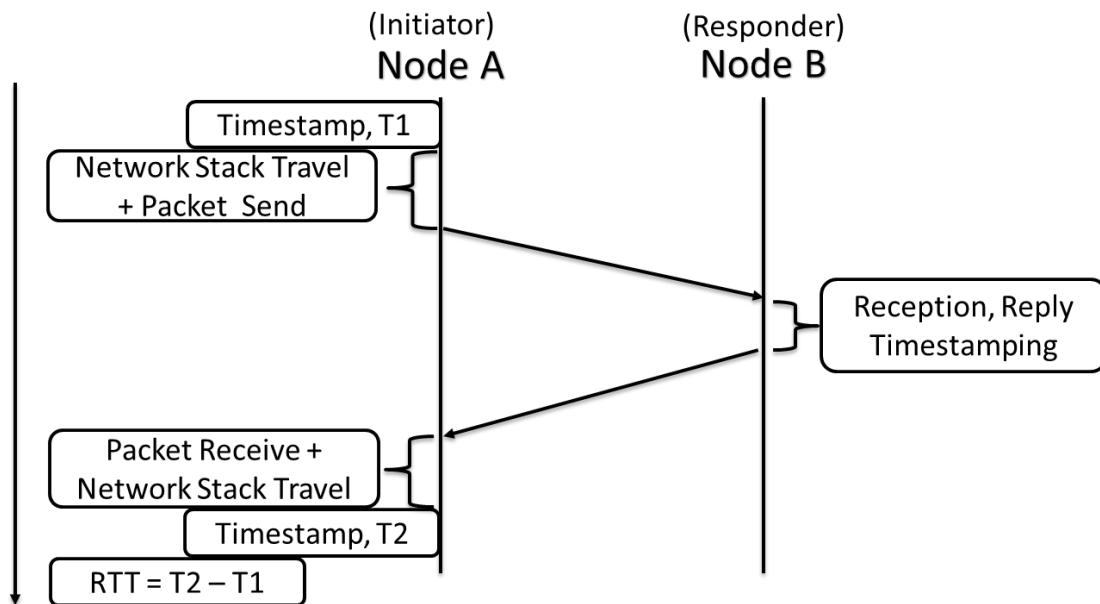 (Initiator)
Node A
(Responder)
Node B
Timestamp, T1
Network Stack Travel
+ Packet Send
Reception, Reply
Timestamping
Packet Receive +
Network Stack Travel
Timestamp, T2
RTT = T2 – T1